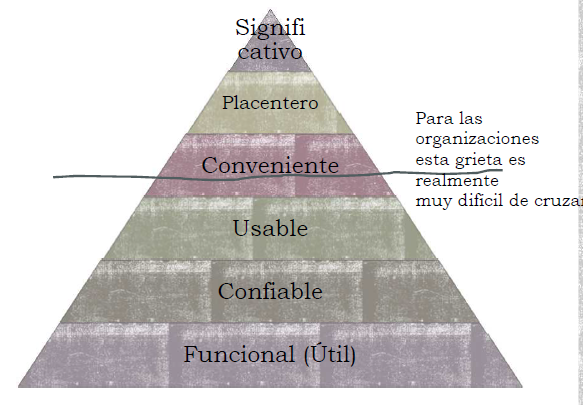 Signifi
cativo
Placentero
Para las
organizaciones
esta grieta es
realmente
muy difícil de cruzar
Conveniente
Usable
Confiable
Funcional (Útil)